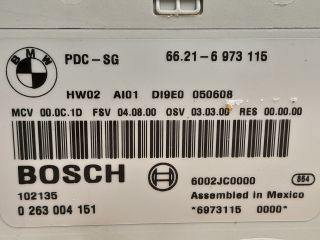 BMW
PDC-SG 66.21-6 973 115
HW02 AI01 DI9E0 050608
MCV 00.0C.1D FSV 04.08.00 OSV 03.03.00 RES 00.00.00
BOSCH
102135
0 263 004 151
6002JC0000 864
Assembled in Mexico
*6973115 0000*